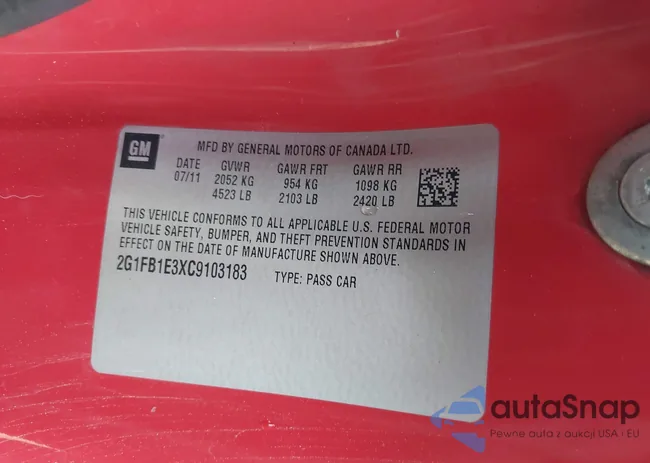 GM
MFD BY GENERAL MOTORS OF CANADA LTD.
DATE GVWR GAWR FRT GAWR RR
07/11 2052 KG 954 KG 1098 KG
4523 LB 2103 LB 2420 LB
THIS VEHICLE CONFORMS TO ALL APPLICABLE U.S. FEDERAL MOTOR
VEHICLE SAFETY, BUMPER, AND THEFT PREVENTION STANDARDS IN
EFFECT ON THE DATE OF MANUFACTURE SHOWN ABOVE.
2G1FB1E3XC9103183 TYPE: PASS CAR
autaSnap
Pewne auta z aukcji USA i EU